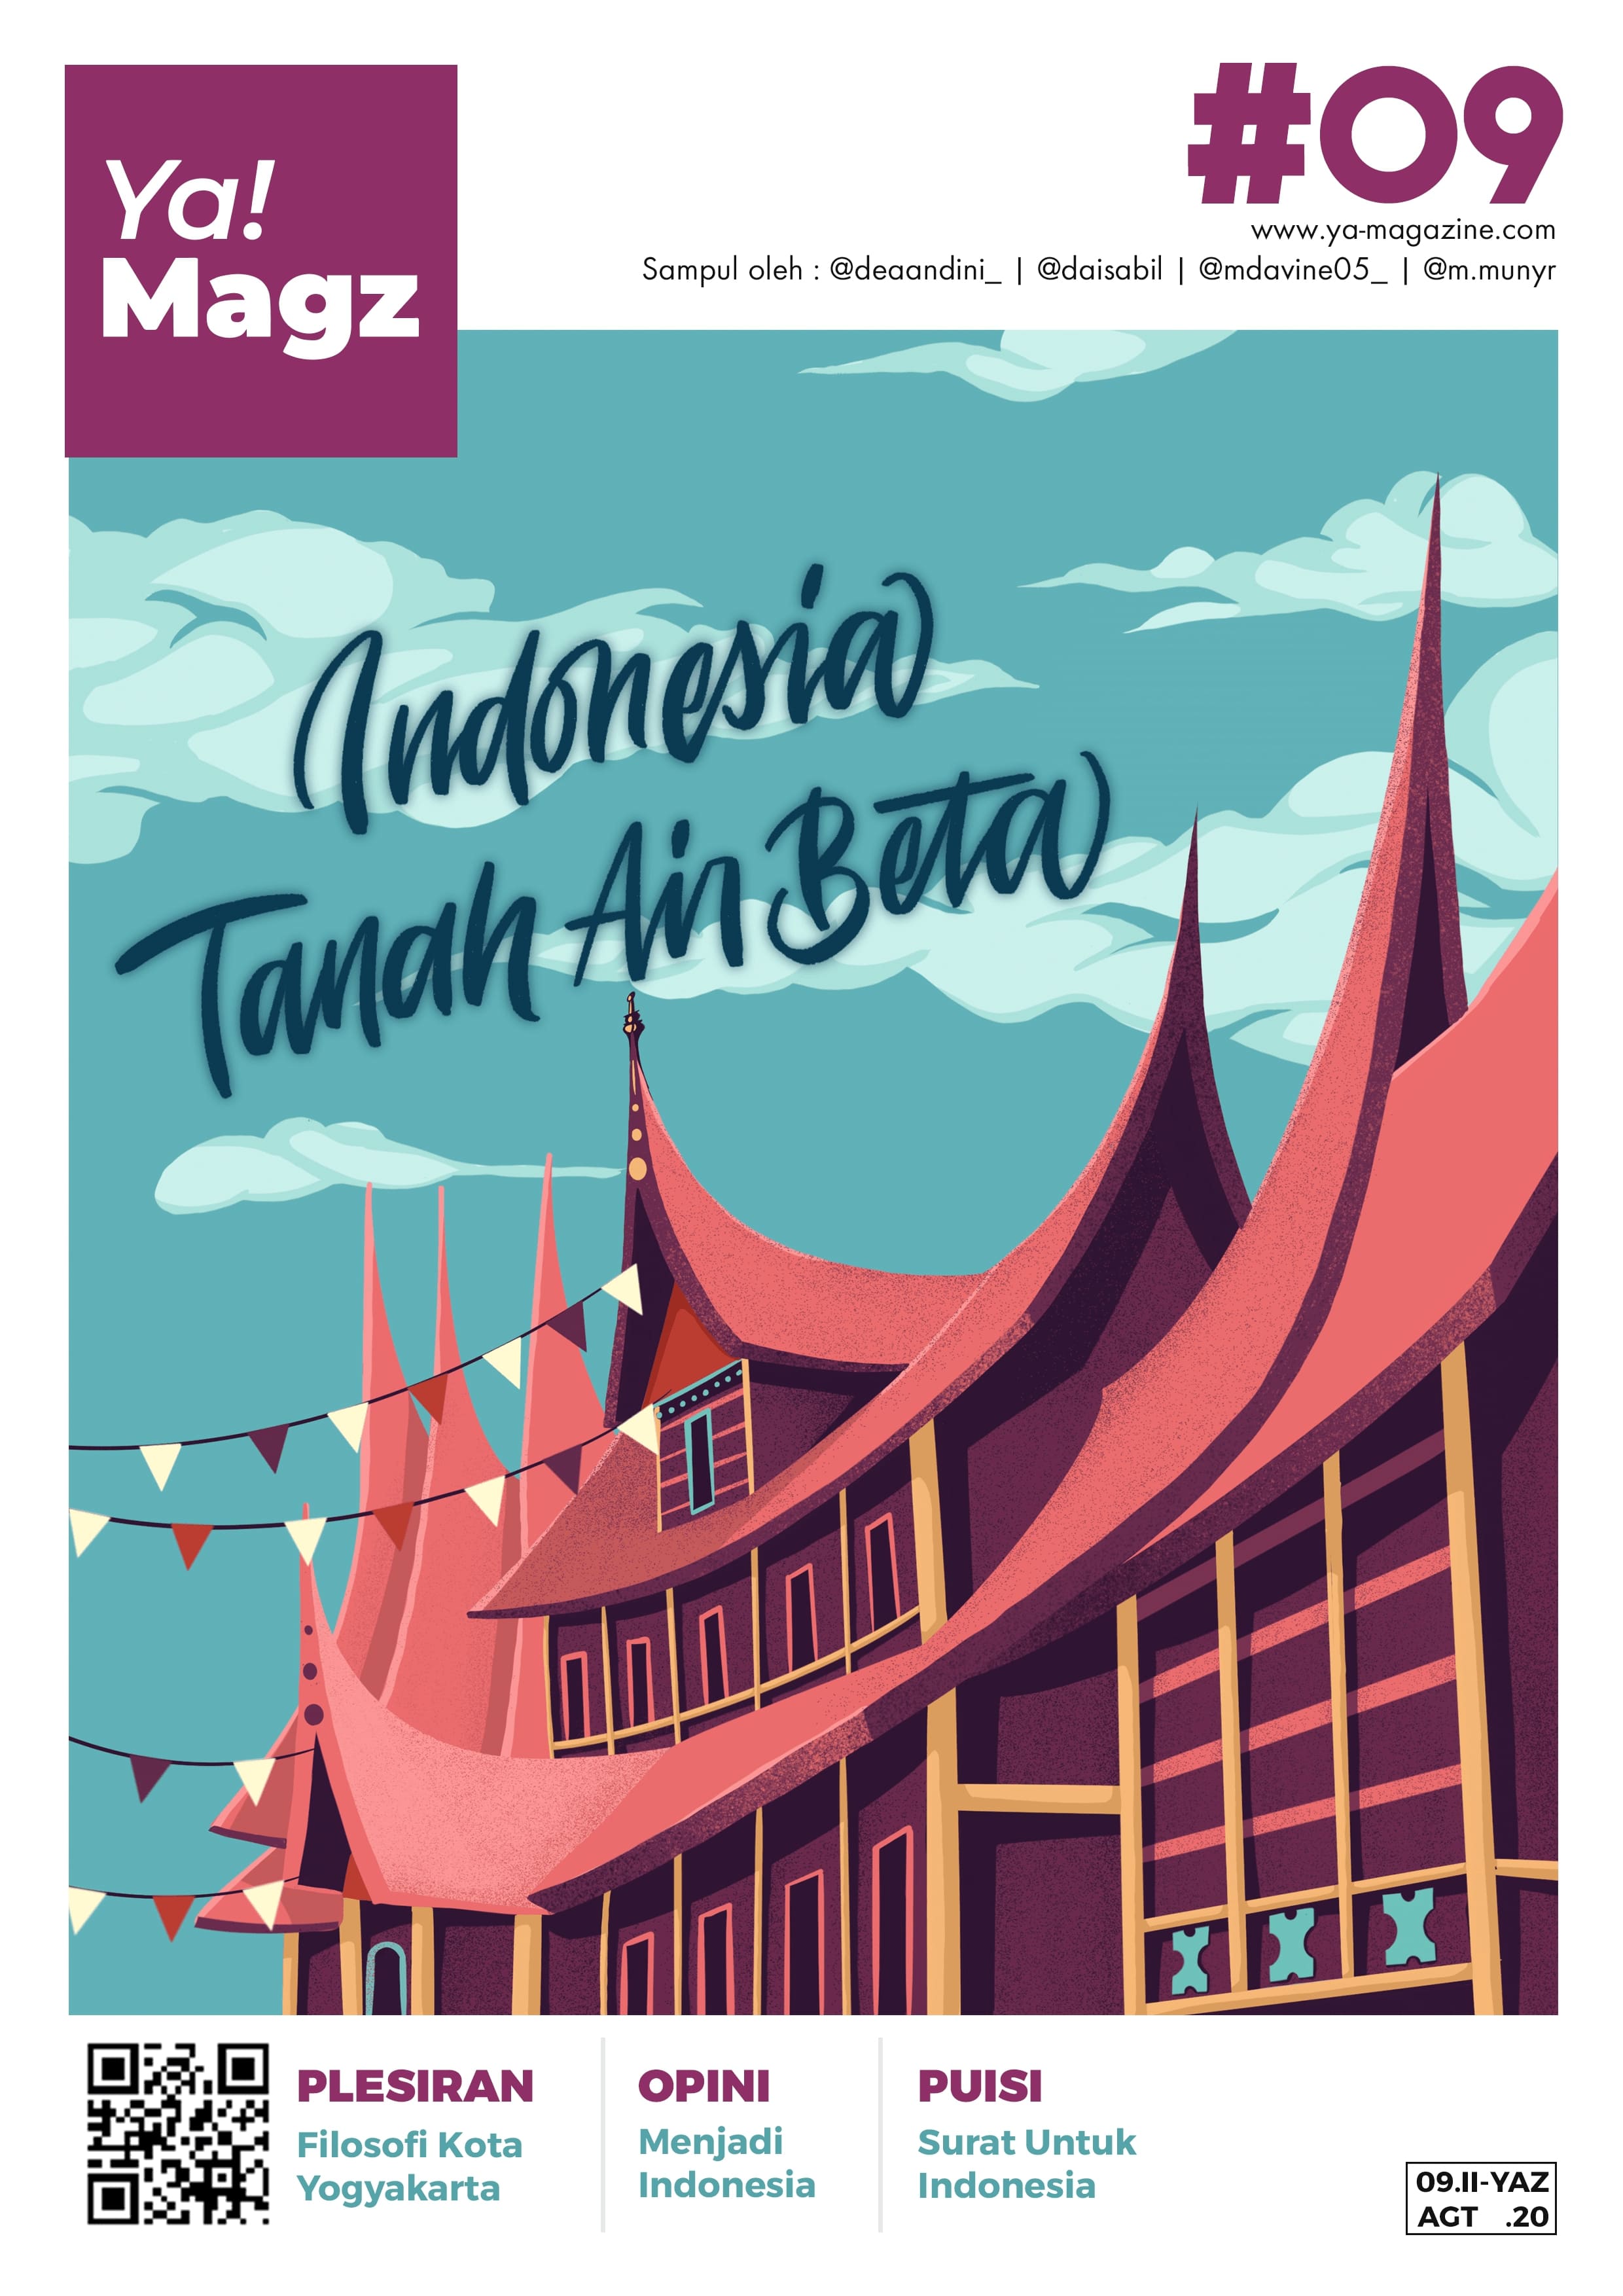 Ya!
Magz
#09
www.ya-magazine.com
Sampul oleh : @deaandini_ | @daisabil | @mdavine05_ | @m.munyr
Indonesia
Tanah Air Beta
PLESIRAN
Filosofi Kota
Yogyakarta
OPINI
Menjadi
Indonesia
PUISI
Surat Untuk
Indonesia
09.II-YAZ
AGT .20